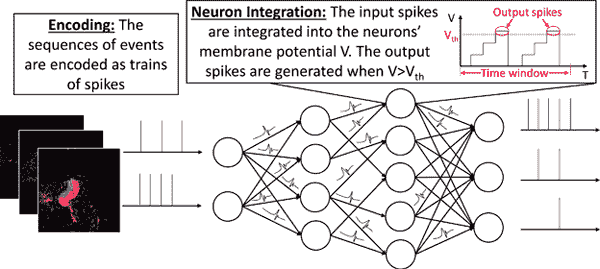 Encoding: The
sequences of events
are encoded as trains
of spikes
Neuron Integration: The input spikes
are integrated into the neurons'
membrane potential V. The output
spikes are generated when V>Vth
V
Output spikes
Vth
Time window
T